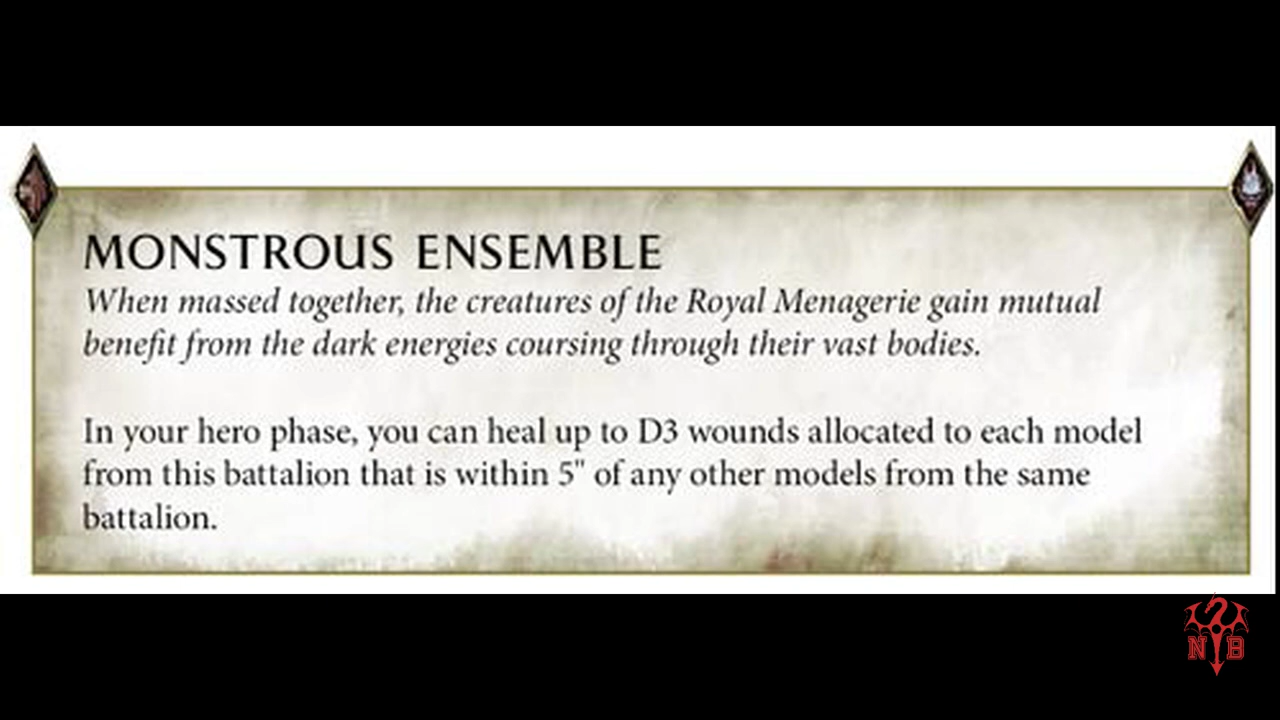 MONSTROUS ENSEMBLE
When massed together, the creatures of the Royal Menagerie gain mutual
benefit from the dark energies coursing through their vast bodies.
In your hero phase, you can heal up to D3 wounds allocated to each model
from this battalion that is within 5" of any other models from the same
battalion.
N B